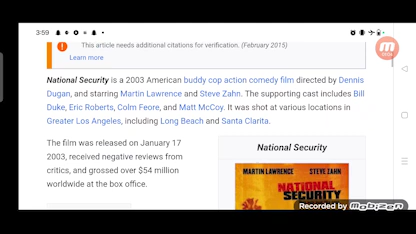 3:59
This article needs additional citations for verification. (February 2015)
Learn more
National Security is a 2003 American buddy cop action comedy film directed by Dennis
Dugan, and starring Martin Lawrence and Steve Zahn. The supporting cast includes Bill
Duke, Eric Roberts, Colm Feore, and Matt McCoy. It was shot at various locations in
Greater Los Angeles, including Long Beach and Santa Clarita.
The film was released on January 17
2003, received negative reviews from
critics, and grossed over $54 million
worldwide at the box office.
National Security
MARTIN LAWRENCE STEVE ZAHN
NATIONAL
SECURITY
Recorded by Mobizen